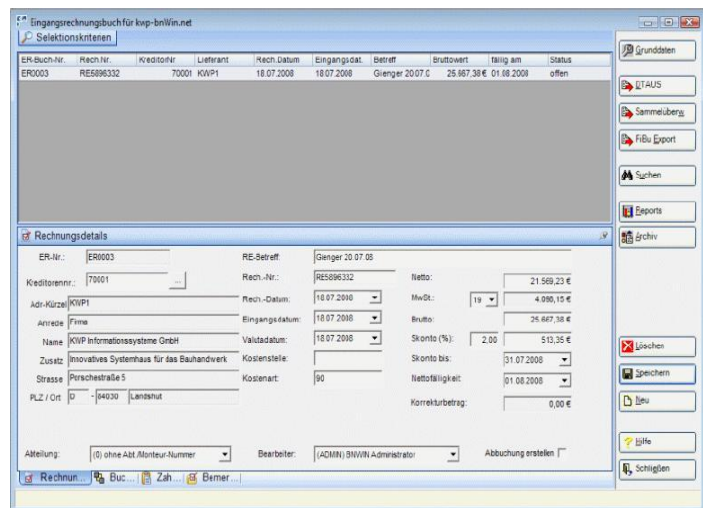 Eingangsrechnungsbuch für kwp-bnWin.net
Selektionskriterien
ER-Buch-Nr. Rech.Nr. KreditorNr Lieferant Rech.Datum Eingangsdat. Betreff Bruttowert fällig am Status
ER0003 RE5896332 70001 KWP1 18.07.2008 18.07.2008 Gienger 20.07.0 25.667,38 € 01.08.2008 offen
Grunddaten
DTAUS
Sammelüberw.
FiBu Export
Suchen
Reports
Archiv
Löschen
Speichern
Neu
Hilfe
Schließen
Rechnungsdetails
ER-Nr.: ER0003 RE-Betreff: Gienger 20.07.08
Kreditorennr.: 70001 ... Rech.-Nr.: RE5896332 Netto: 21.569,23 €
Adr-Kürzel KWP1 Rech.-Datum: 18.07.2008 MwSt.: 19 4.098,15 €
Anrede Firma Eingangsdatum: 18.07.2008 Brutto: 25.667,38 €
Name KWP Informationssysteme GmbH Valutadatum: 18.07.2008 Skonto (%): 2,00 513,35 €
Zusatz Innovatives Systemhaus für das Bauhandwerk Kostenstelle: Skonto bis: 31.07.2008
Strasse Porschestraße 5 Kostenart: 90 Nettofälligkeit: 01.08.2008
PLZ / Ort D - 84030 Landshut Korrekturbetrag: 0,00 €
Abteilung: (0) ohne Abt./Monteur-Nummer Bearbeiter: (ADMIN) BNWIN Administrator Abbuchung erstellen
Rechnun... Buc... Zah... Bemer...